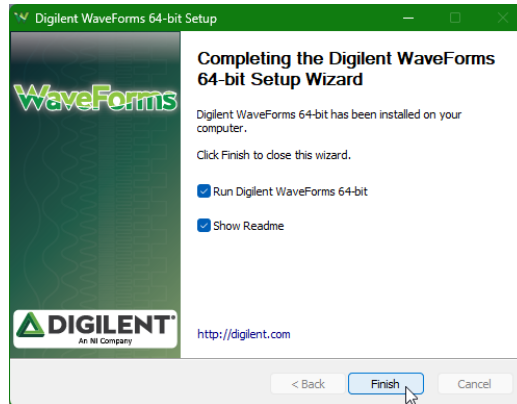 Digilent WaveForms 64-bit Setup
WaveForms
Completing the Digilent WaveForms
64-bit Setup Wizard
Digilent WaveForms 64-bit has been installed on your
computer.
Click Finish to close this wizard.
Run Digilent WaveForms 64-bit
Show Readme
DIGILENT
An NI Company
http://digilent.com
< Back
Finish
Cancel